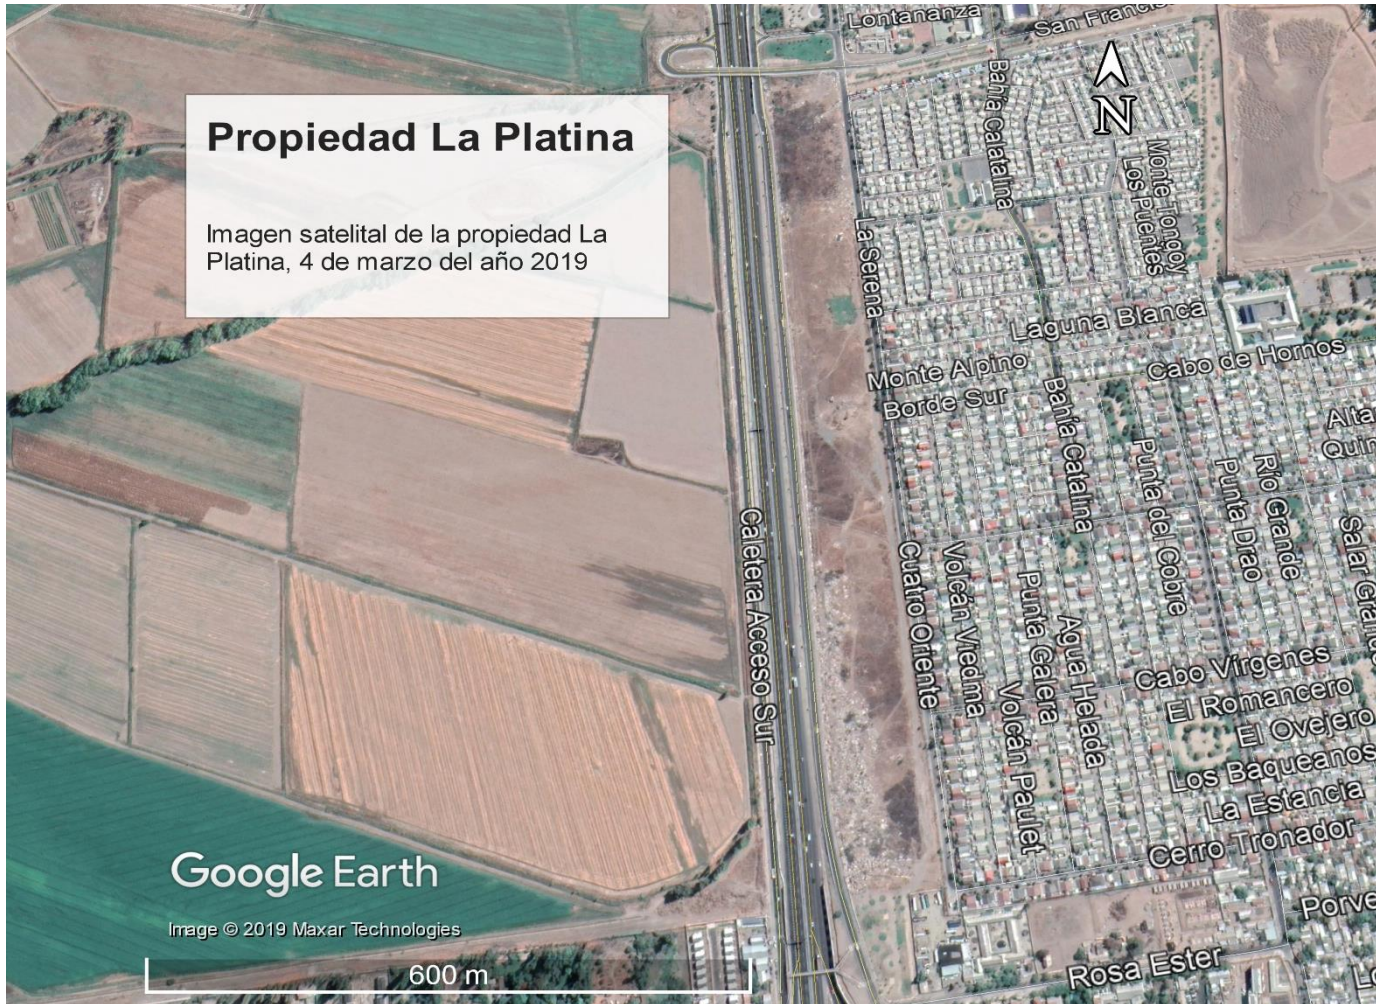 Lontananza
San Francis
Propiedad La Platina
Imagen satelital de la propiedad La
Platina, 4 de marzo del año 2019
N
Bahía Catalina
Monte Tongoy
Los Puentes
La Serena
Laguna Blanca
Cabo de Hornos
Monte Alpino
Borde Sur
Bahía Catalina
Alta
Quin
Punta del Cobre
Punta Drao
Río Grande
Salar Grande
Caletera Acceso Sur
Cuatro Oriente
Volcán Viedma
Punta Galera
Agua Helada
Volcán Paulet
Cabo Vírgenes
El Romancero
El Ovejero
Los Baqueanos
La Estancia
Cerro Tronador
Porve
Rosa Ester
Lo
Google Earth
Image © 2019 Maxar Technologies
600 m